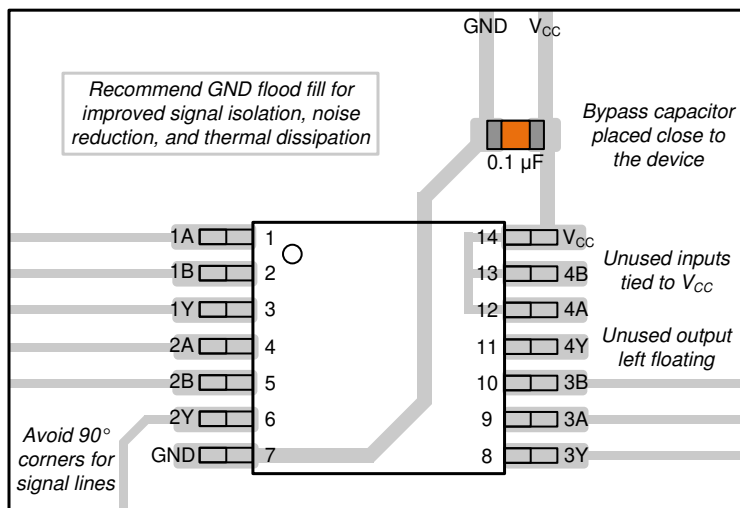 GND VCC
Recommend GND flood fill for
improved signal isolation, noise
reduction, and thermal dissipation
Bypass capacitor
placed close to
the device
0.1 µF
1A 1 14 VCC
1B 2 13 4B
Unused inputs
tied to VCC
1Y 3 12 4A
2A 4 11 4Y
Unused output
left floating
2B 5 10 3B
2Y 6 9 3A
Avoid 90°
corners for
signal lines
GND 7 8 3Y